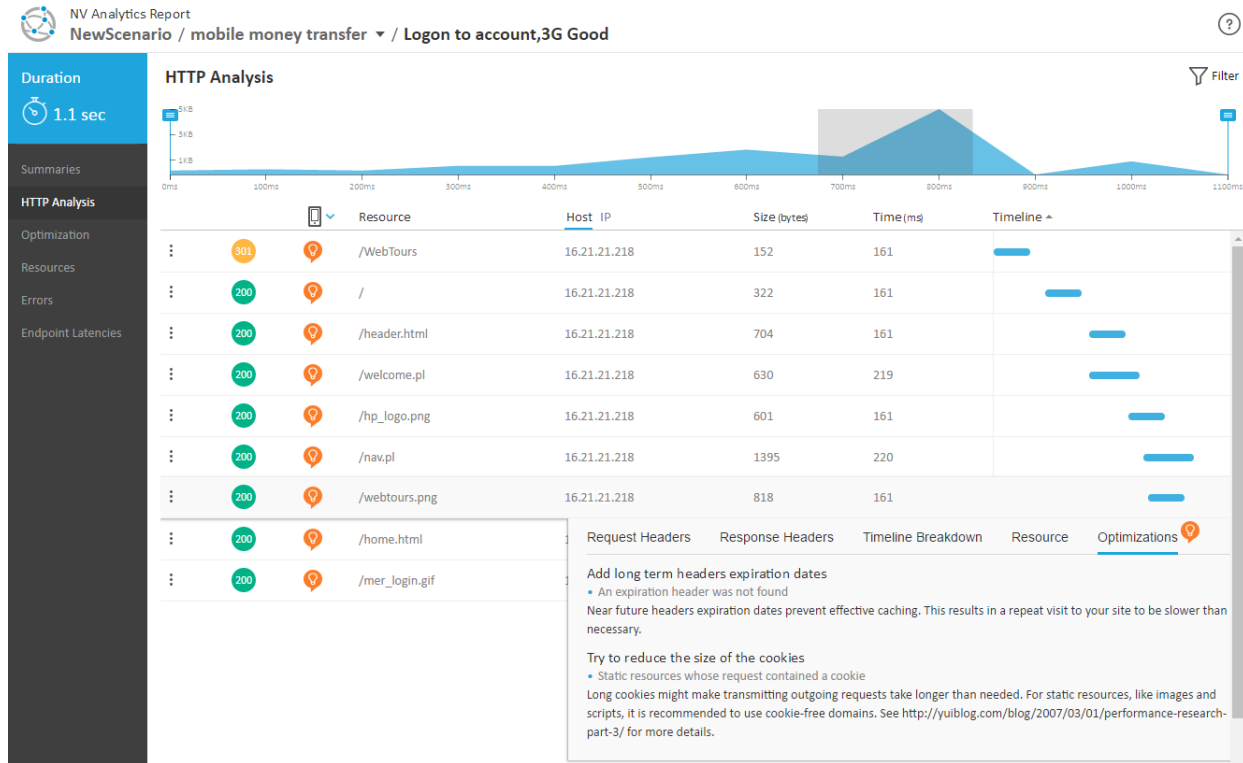 NV Analytics Report
NewScenario / mobile money transfer / Logon to account,3G Good
?
Duration
1.1 sec
Summaries
HTTP Analysis
Optimization
Resources
Errors
Endpoint Latencies
HTTP Analysis
Filter
5KB
3KB
1KB
0ms 100ms 200ms 300ms 400ms 500ms 600ms 700ms 800ms 900ms 1000ms 1100ms
Resource Host IP Size (bytes) Time (ms) Timeline
301 /WebTours 16.21.21.218 152 161
200 / 16.21.21.218 322 161
200 /header.html 16.21.21.218 704 161
200 /welcome.pl 16.21.21.218 630 219
200 /hp_logo.png 16.21.21.218 601 161
200 /nav.pl 16.21.21.218 1395 220
200 /webtours.png 16.21.21.218 818 161
200 /home.html 1
200 /mer_login.gif 1
Request Headers Response Headers Timeline Breakdown Resource Optimizations
Add long term headers expiration dates
• An expiration header was not found
Near future headers expiration dates prevent effective caching. This results in a repeat visit to your site to be slower than
necessary.
Try to reduce the size of the cookies
• Static resources whose request contained a cookie
Long cookies might make transmitting outgoing requests take longer than needed. For static resources, like images and
scripts, it is recommended to use cookie-free domains. See http://yuiblog.com/blog/2007/03/01/performance-research-
part-3/ for more details.